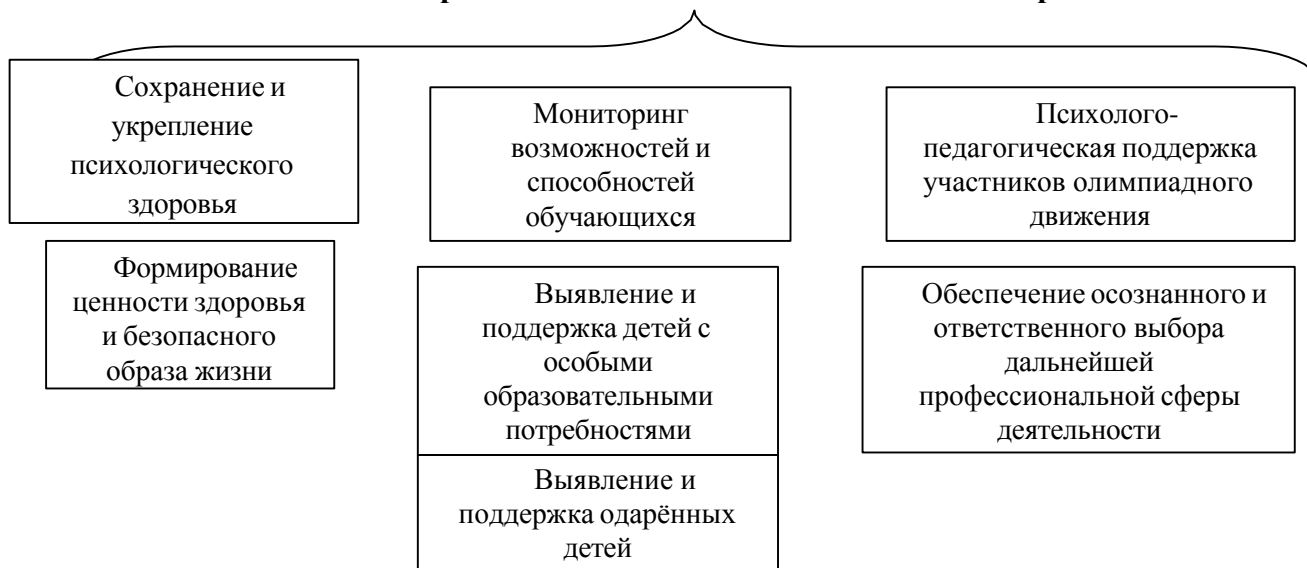 Сохранение и
укрепление
психологического
здоровья
Формирование
ценности здоровья
и безопасного
образа жизни
Мониторинг
возможностей и
способностей
обучающихся
Выявление и
поддержка детей с
особыми
образовательными
потребностями
Выявление и
поддержка одарённых
детей
Психолого-
педагогическая поддержка
участников олимпиадного
движения
Обеспечение осознанного и
ответственного выбора
дальнейшей
профессиональной сферы
деятельности